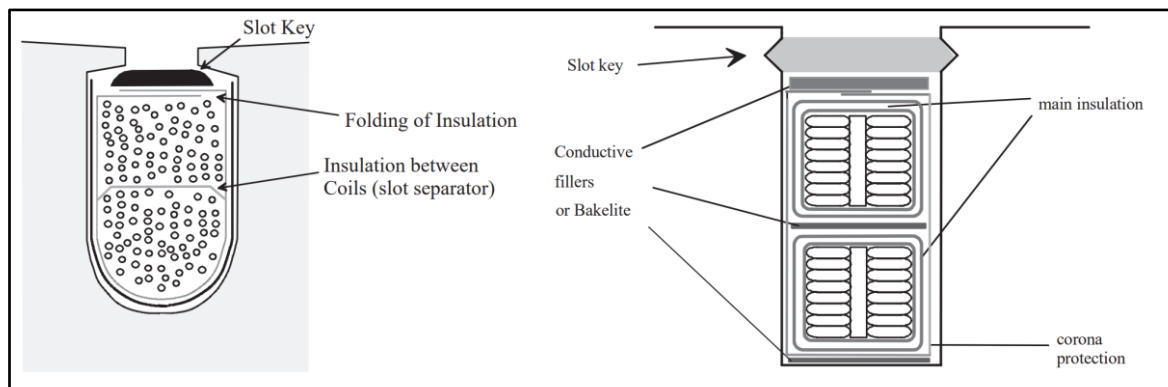 Slot Key
Folding of Insulation
Insulation between
Coils (slot separator)
Slot key
main insulation
Conductive
fillers
or Bakelite
corona
protection